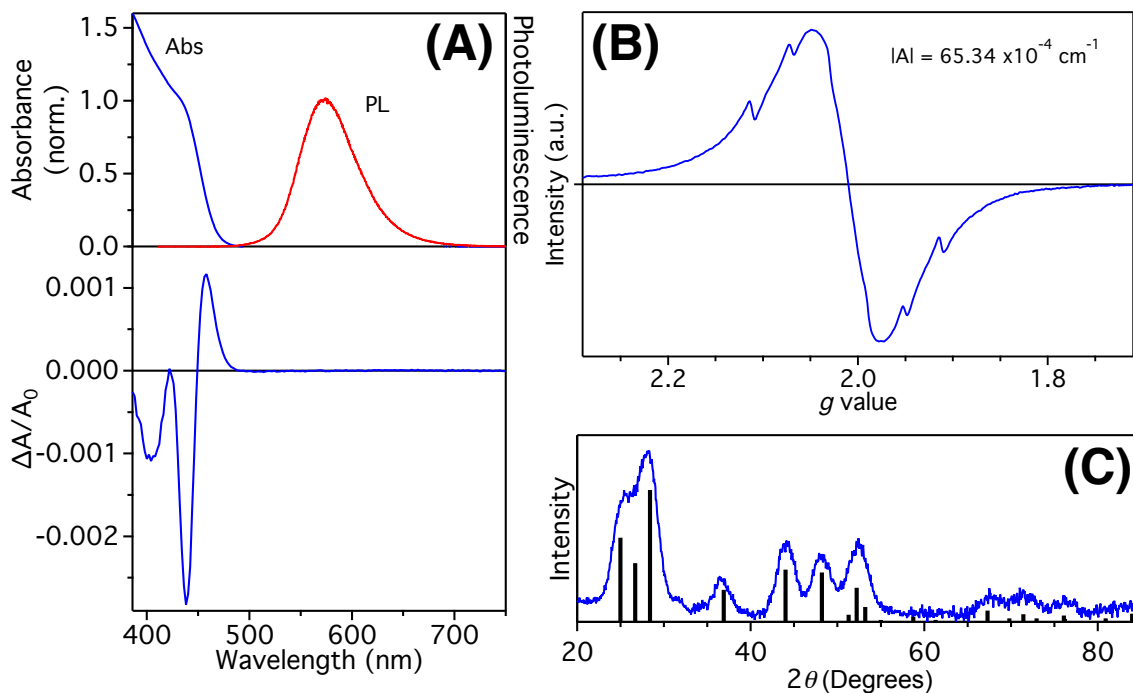 (A)
Abs
PL
Absorbance
(norm.)
Photoluminescence
1.5
1.0
0.5
0.0
0.001
0.000
-0.001
-0.002
ΔA/A₀
400 500 600 700
Wavelength (nm)
(B)
|A| = 65.34 x10⁻⁴ cm⁻¹
Intensity (a.u.)
2.2 2.0 1.8
g value
(C)
Intensity
20 40 60 80
2θ (Degrees)